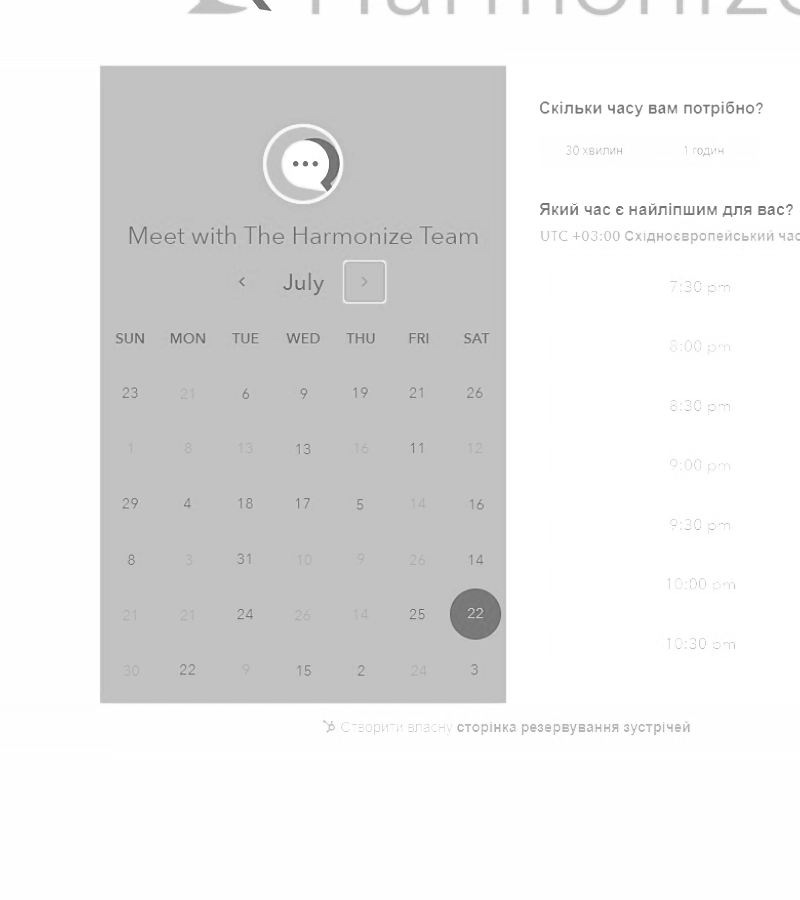 Harmonize
Meet with The Harmonize Team
July
SUN MON TUE WED THU FRI SAT
23 21 6 9 19 21 26
1 8 13 13 16 11 12
29 4 18 17 5 14 16
8 3 31 10 9 26 14
21 21 24 26 14 25 22
30 22 9 15 2 24 3
Скільки часу вам потрібно?
30 хвилин 1 годин
Який час є найліпшим для вас?
UTC +03:00 Східноєвропейський час
7:30 pm
8:00 pm
8:30 pm
9:00 pm
9:30 pm
10:00 pm
10:30 pm
Створити власну сторінка резервування зустрічей